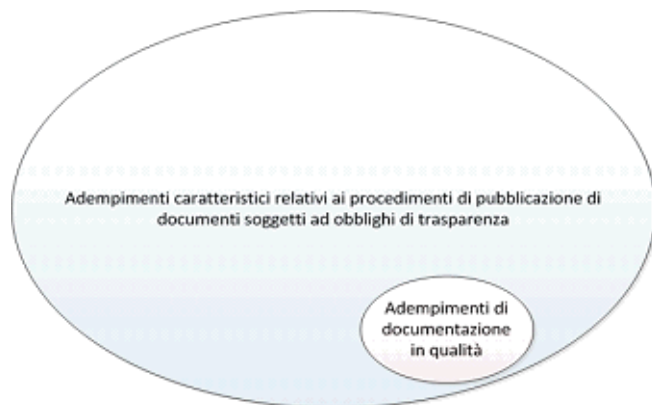 Adempimenti caratteristici relativi ai procedimenti di pubblicazione di
documenti soggetti ad obblighi di trasparenza
Adempimenti di
documentazione
in qualità